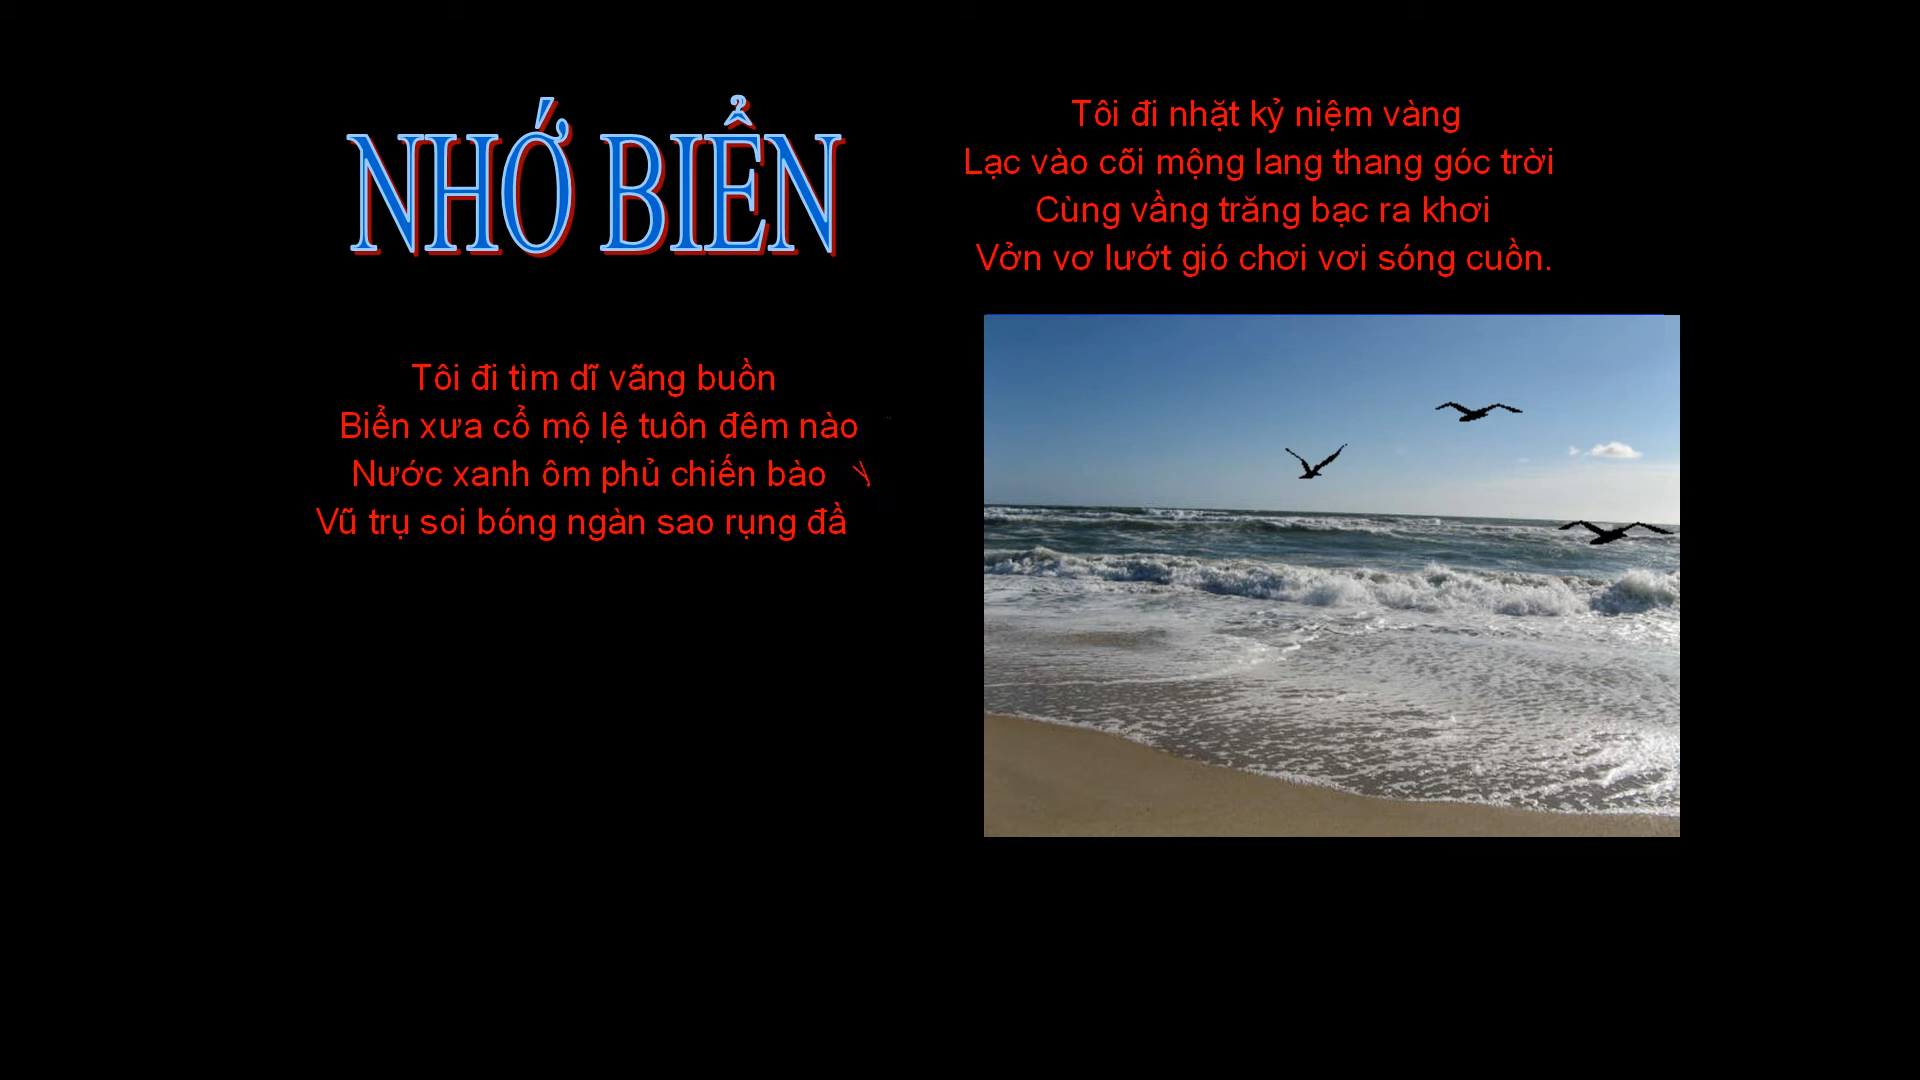 NHỚ BIỂN
Tôi đi tìm dĩ vãng buồn
Biển xưa cổ mộ lệ tuôn đêm nào
Nước xanh ôm phủ chiến bào
Vũ trụ soi bóng ngàn sao rụng đầ
Tôi đi nhặt kỷ niệm vàng
Lạc vào cõi mộng lang thang góc trời
Cùng vầng trăng bạc ra khơi
Vởn vơ lướt gió chơi vơi sóng cuồn.